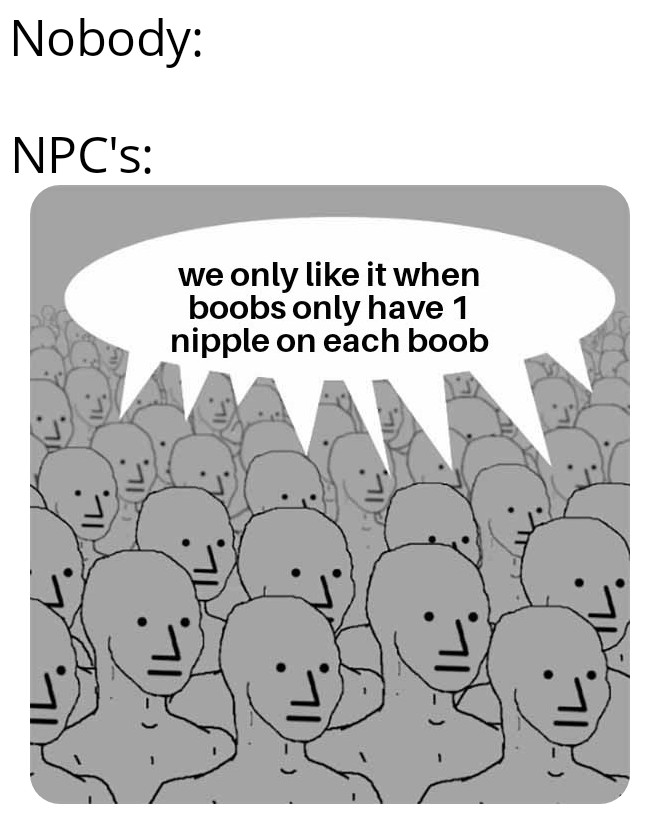 Nobody:
NPC's:
we only like it when
boobs only have 1
nipple on each boob